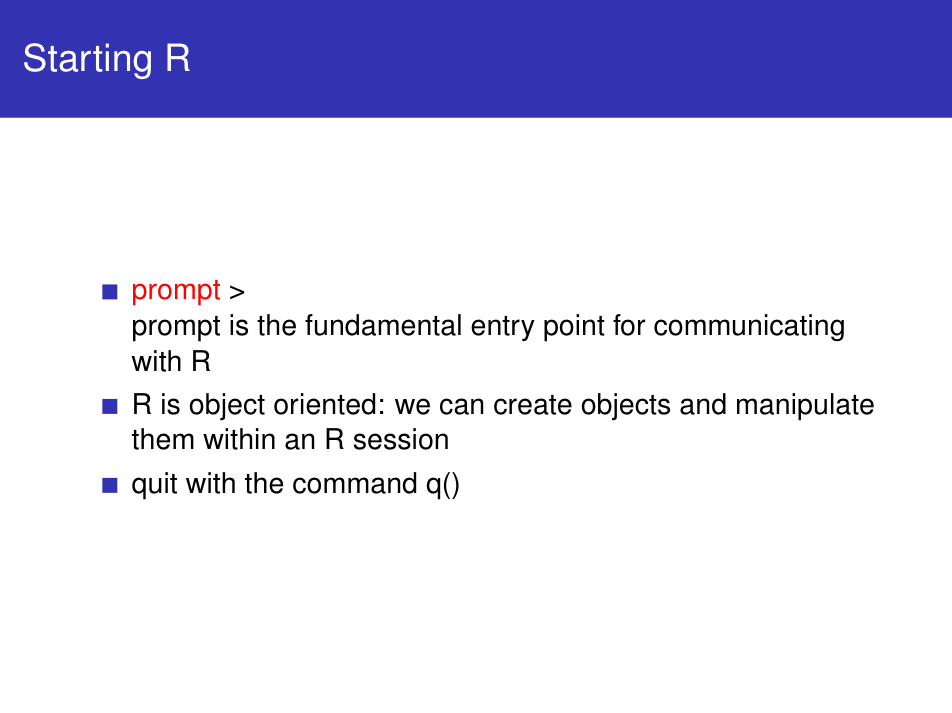 Starting R
prompt >
prompt is the fundamental entry point for communicating
with R
R is object oriented: we can create objects and manipulate
them within an R session
quit with the command q()